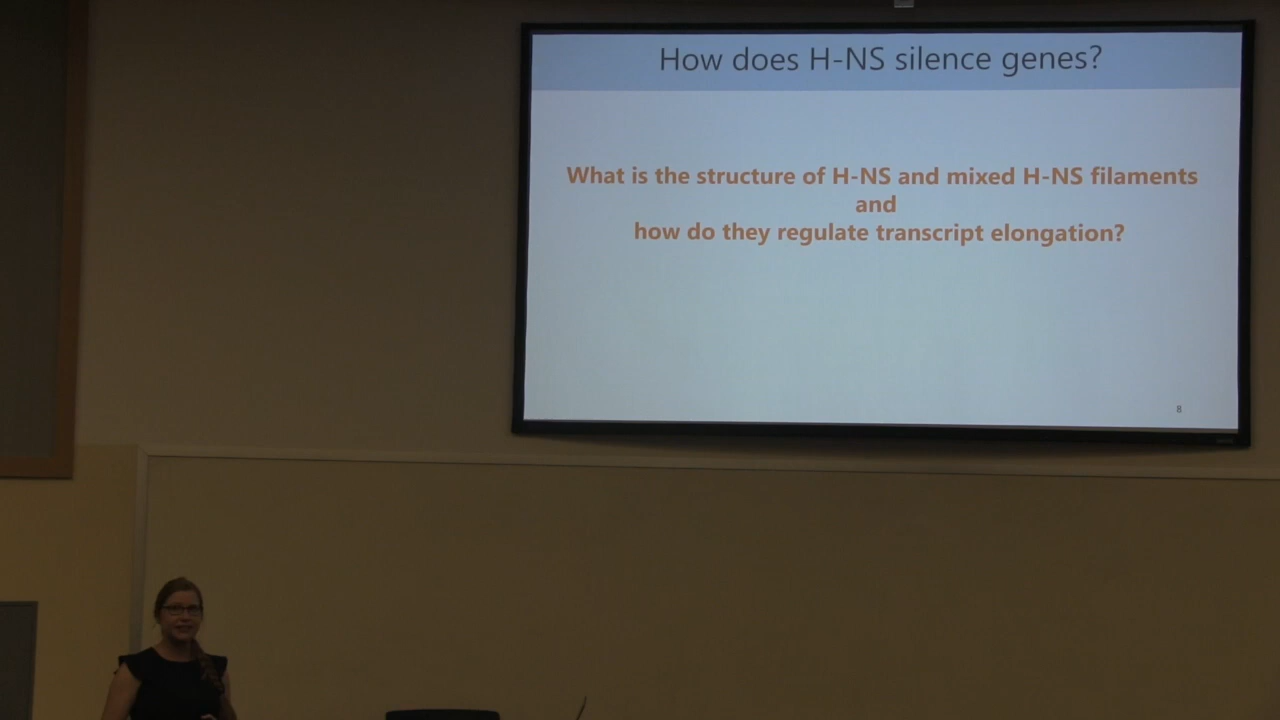 How does H-NS silence genes?
What is the structure of H-NS and mixed H-NS filaments
and
how do they regulate transcript elongation?
8